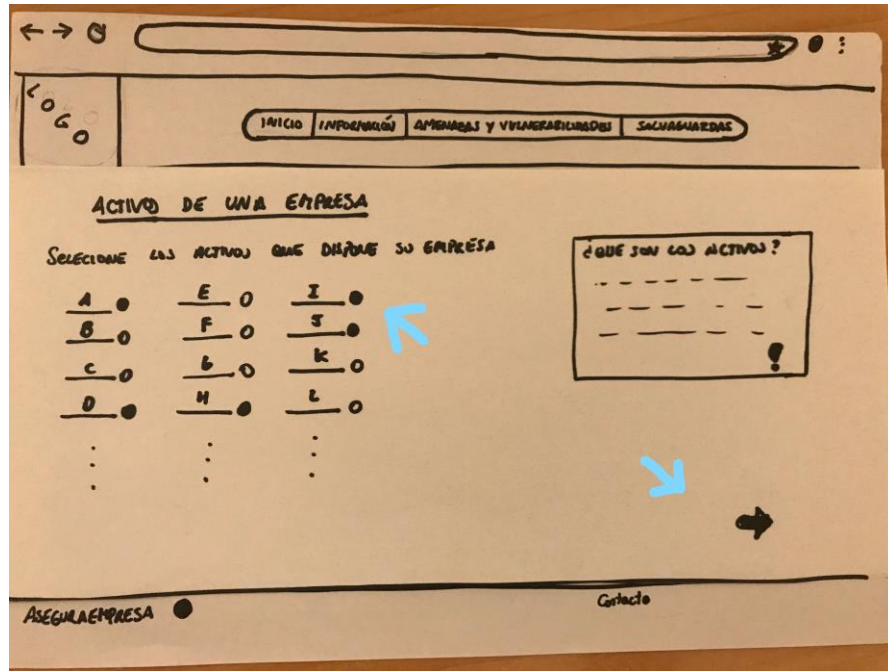 LOGO
INICIO INFORMACIÓN AMENAZAS Y VULNERABILIDADES SALVAGUARDAS
ACTIVOS DE UNA EMPRESA
SELECIONE LOS ACTIVOS QUE DISPONE SU EMPRESA
¿QUE SON LOS ACTIVOS?
A E I
B F J
C G K
D H L
!
ASEGURAEMPRESA Contacto